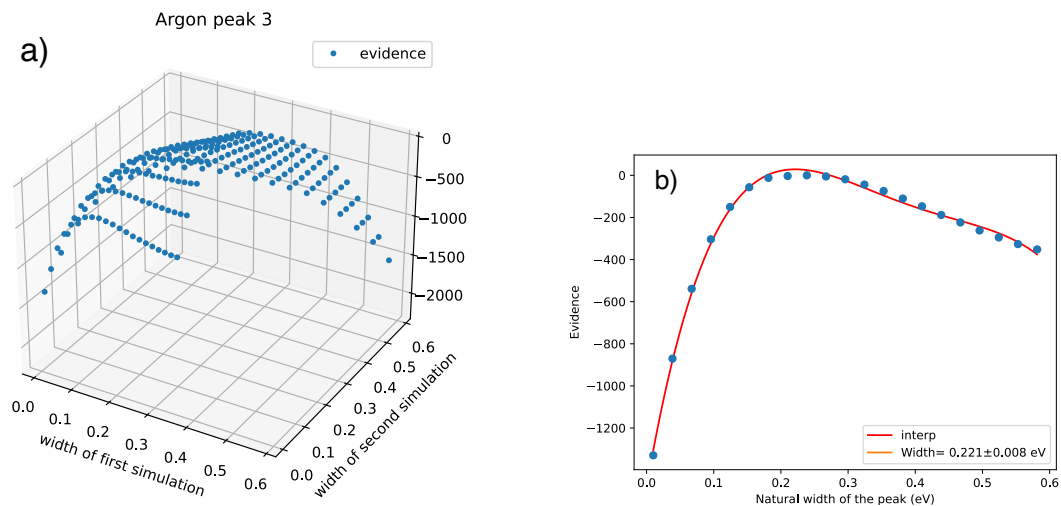 Argon peak 3
a)
evidence
0
−500
−1000
−1500
−2000
0.0
0.1
0.2
0.3
0.4
0.5
0.6
width of first simulation
0.0
0.1
0.2
0.3
0.4
0.5
0.6
width of second simulation
b)
0
−200
−400
−600
−800
−1000
−1200
Evidence
interp
Width= 0.221±0.008 eV
0.0 0.1 0.2 0.3 0.4 0.5 0.6
Natural width of the peak (eV)